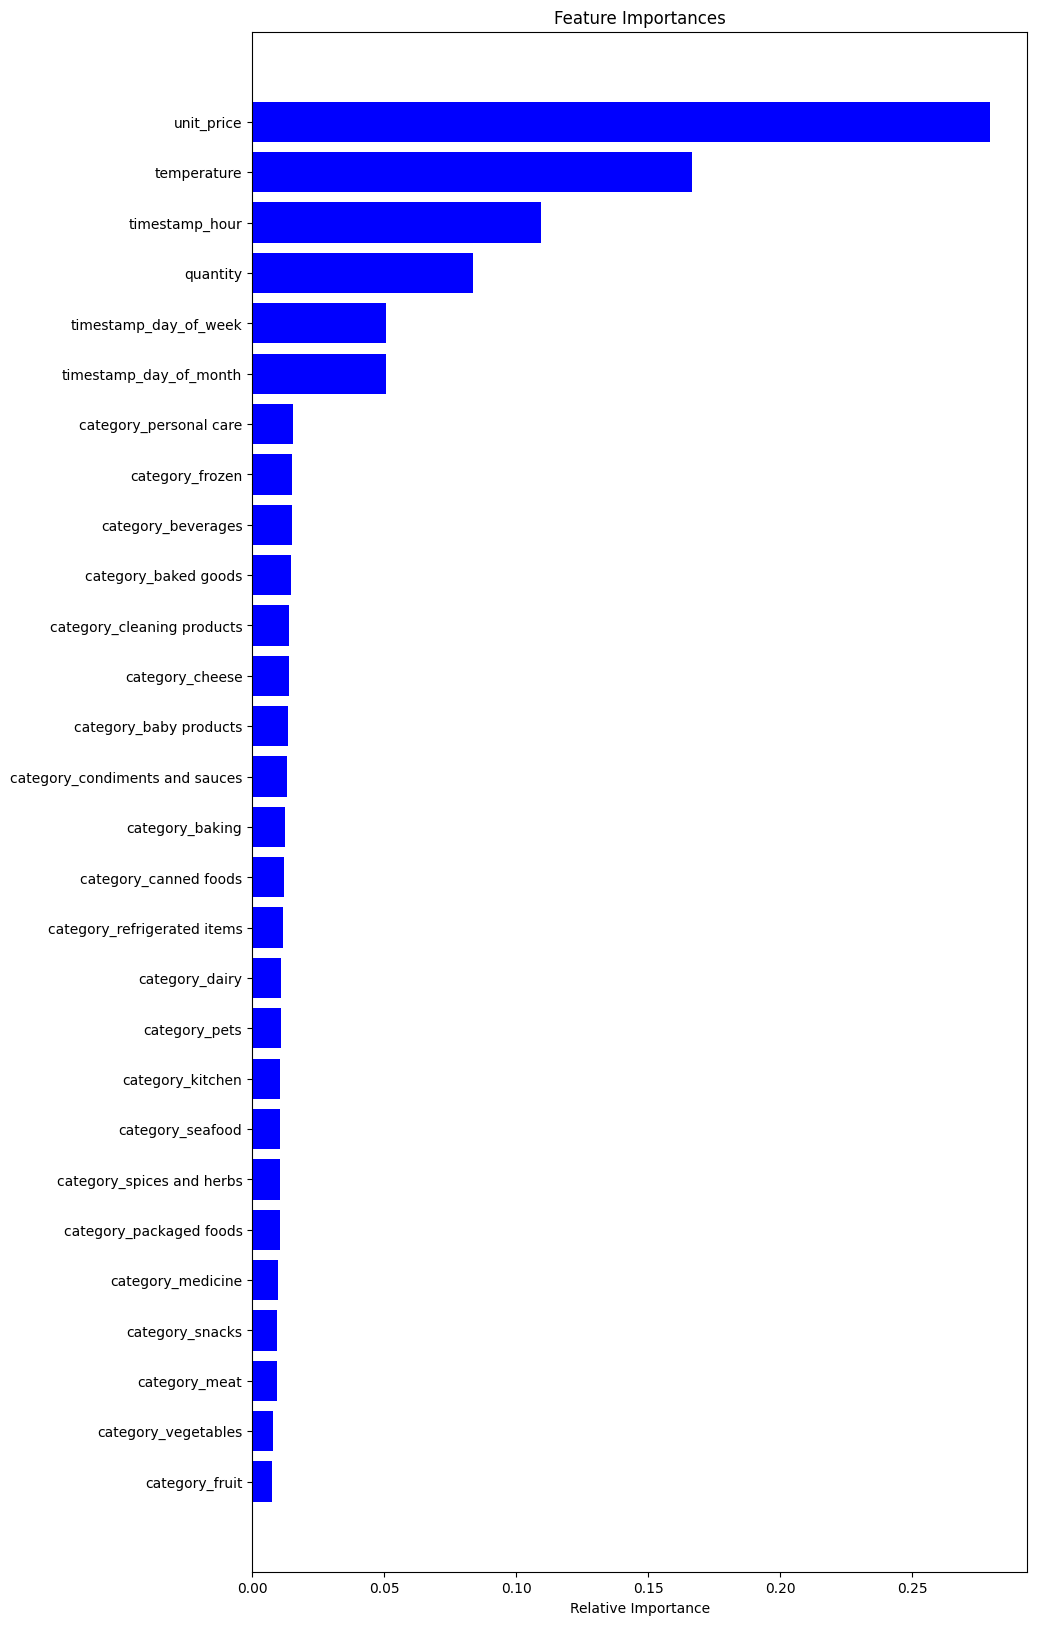 Feature Importances
unit_price
temperature
timestamp_hour
quantity
timestamp_day_of_week
timestamp_day_of_month
category_personal care
category_frozen
category_beverages
category_baked goods
category_cleaning products
category_cheese
category_baby products
category_condiments and sauces
category_baking
category_canned foods
category_refrigerated items
category_dairy
category_pets
category_kitchen
category_seafood
category_spices and herbs
category_packaged foods
category_medicine
category_snacks
category_meat
category_vegetables
category_fruit
0.00 0.05 0.10 0.15 0.20 0.25
Relative Importance